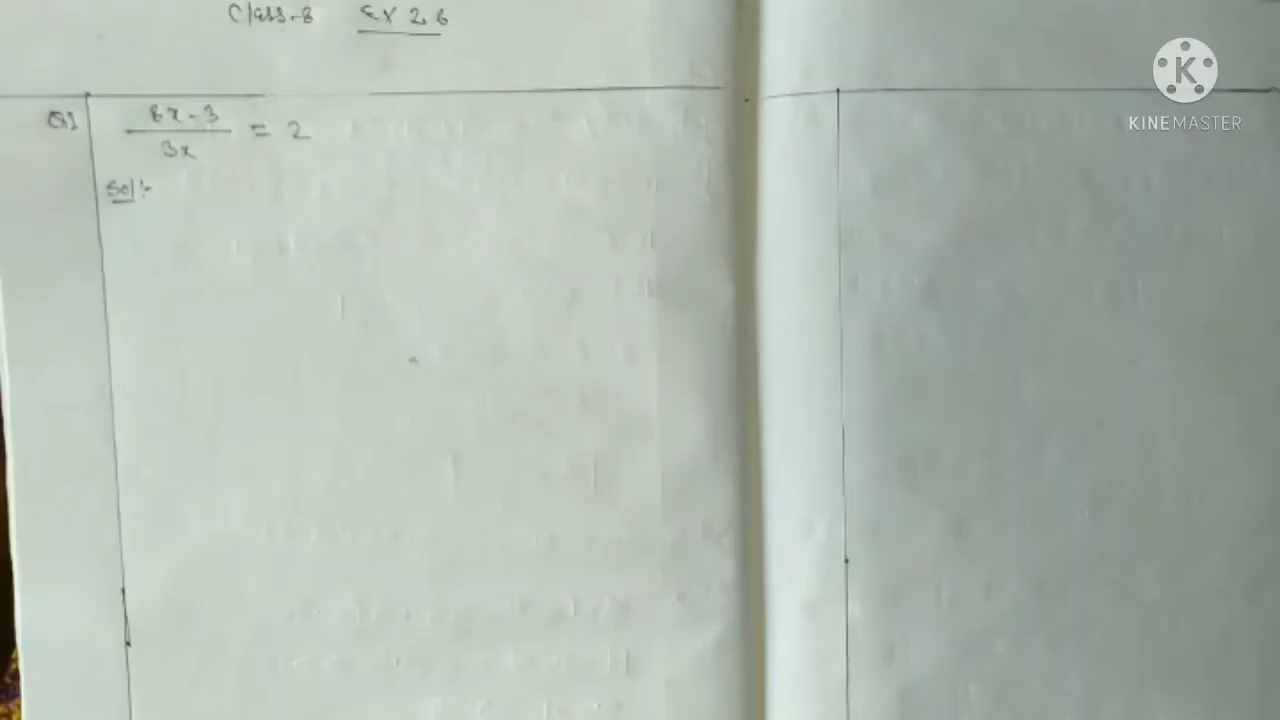 Class-8 Ex 2.6
Q1 8x-3/3x = 2
Sol:-
K
KINEMASTER